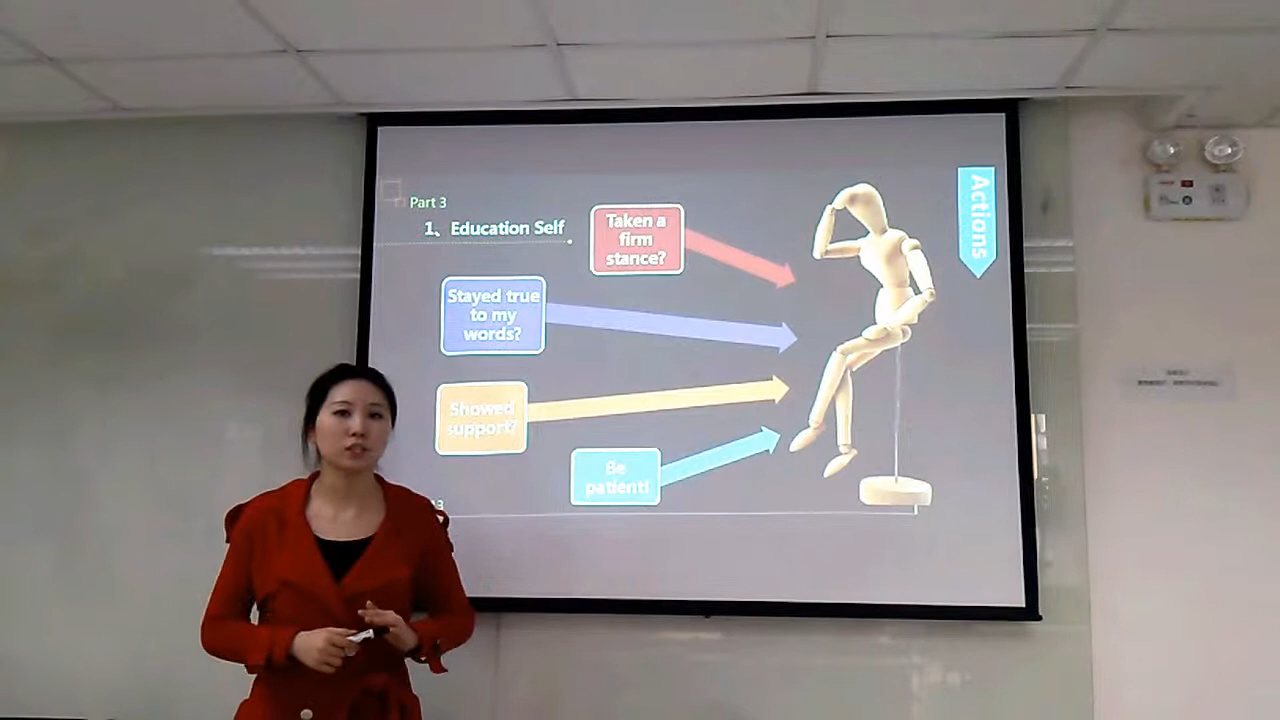 Part 3
1、Education Self
Taken a
firm
stance?
Stayed true
to my
words?
Showed
support?
Be
patient!
Actions